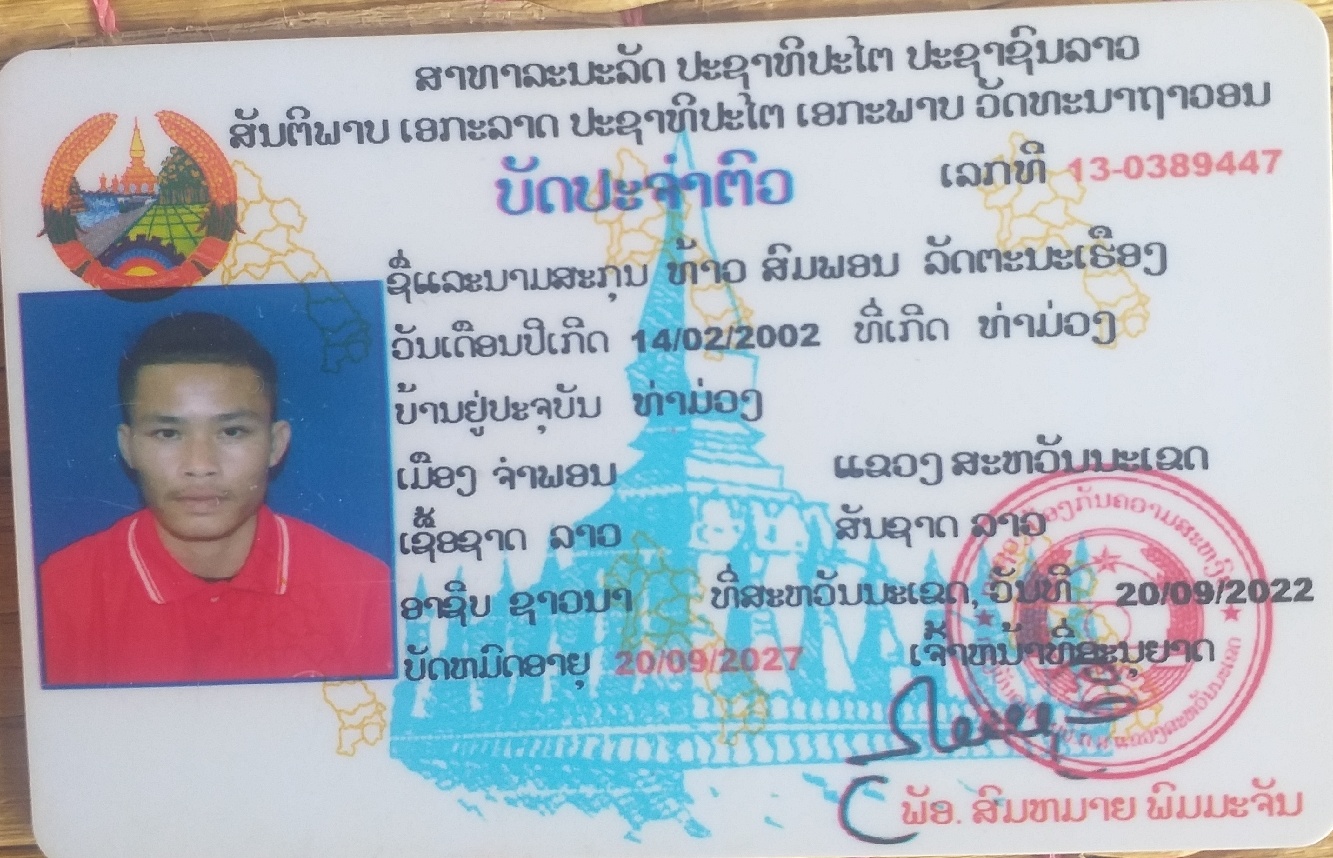 ສາທາລະນະລັດ ປະຊາທິປະໄຕ ປະຊາຊົນລາວ
ສັນຕິພາບ ເອກະລາດ ປະຊາທິປະໄຕ ເອກະພາບ ວັດທະນາຖາວອນ
ບັດປະຈຳຕົວ ເລກທີ 13-0389447
ຊື່ແລະນາມສະກຸນ ທ້າວ ສົມພອນ ລັດຕະນະເຮືອງ
ວັນເດືອນປີເກີດ 14/02/2002 ທີ່ເກີດ ທ່າມ່ວງ
ບ້ານຢູ່ປະຈຸບັນ ທ່າມ່ວງ
ເມືອງ ຈຳພອນ ແຂວງ ສະຫວັນນະເຂດ
ເຊື້ອຊາດ ລາວ ສັນຊາດ ລາວ
ອາຊີບ ຊາວນາ ທີ່ສະຫວັນນະເຂດ, ວັນທີ 20/09/2022
ບັດຫມົດອາຍຸ 20/09/2027 ເຈົ້າຫນ້າທີ່ອະນຸຍາດ
ພັອ. ສົມຫມາຍ ພິມມະຈັນ